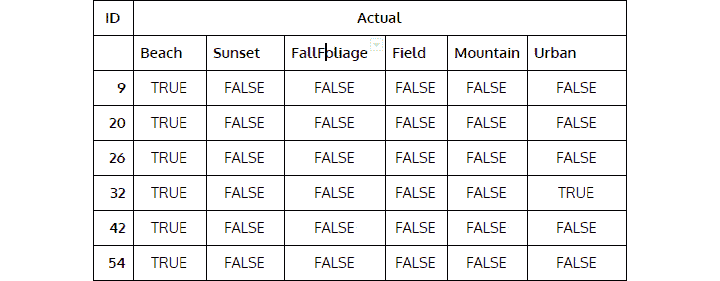 ID Actual
Beach Sunset FallFoliage Field Mountain Urban
9 TRUE FALSE FALSE FALSE FALSE FALSE
20 TRUE FALSE FALSE FALSE FALSE FALSE
26 TRUE FALSE FALSE FALSE FALSE FALSE
32 TRUE FALSE FALSE FALSE FALSE TRUE
42 TRUE FALSE FALSE FALSE FALSE FALSE
54 TRUE FALSE FALSE FALSE FALSE FALSE